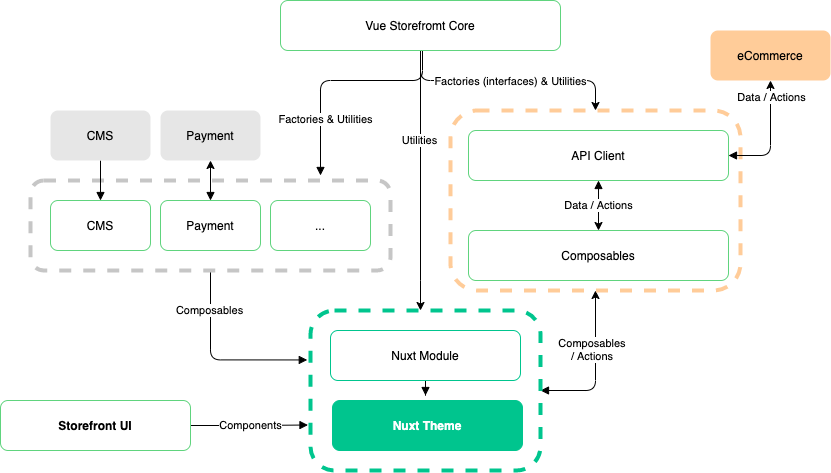 Vue Storefromt Core
eCommerce
Factories (interfaces) & Utilities
Data / Actions
Factories & Utilities
CMS
Payment
Utilities
API Client
Data / Actions
CMS
Payment
...
Composables
Composables
Composables
/ Actions
Nuxt Module
Storefront UI
Components
Nuxt Theme